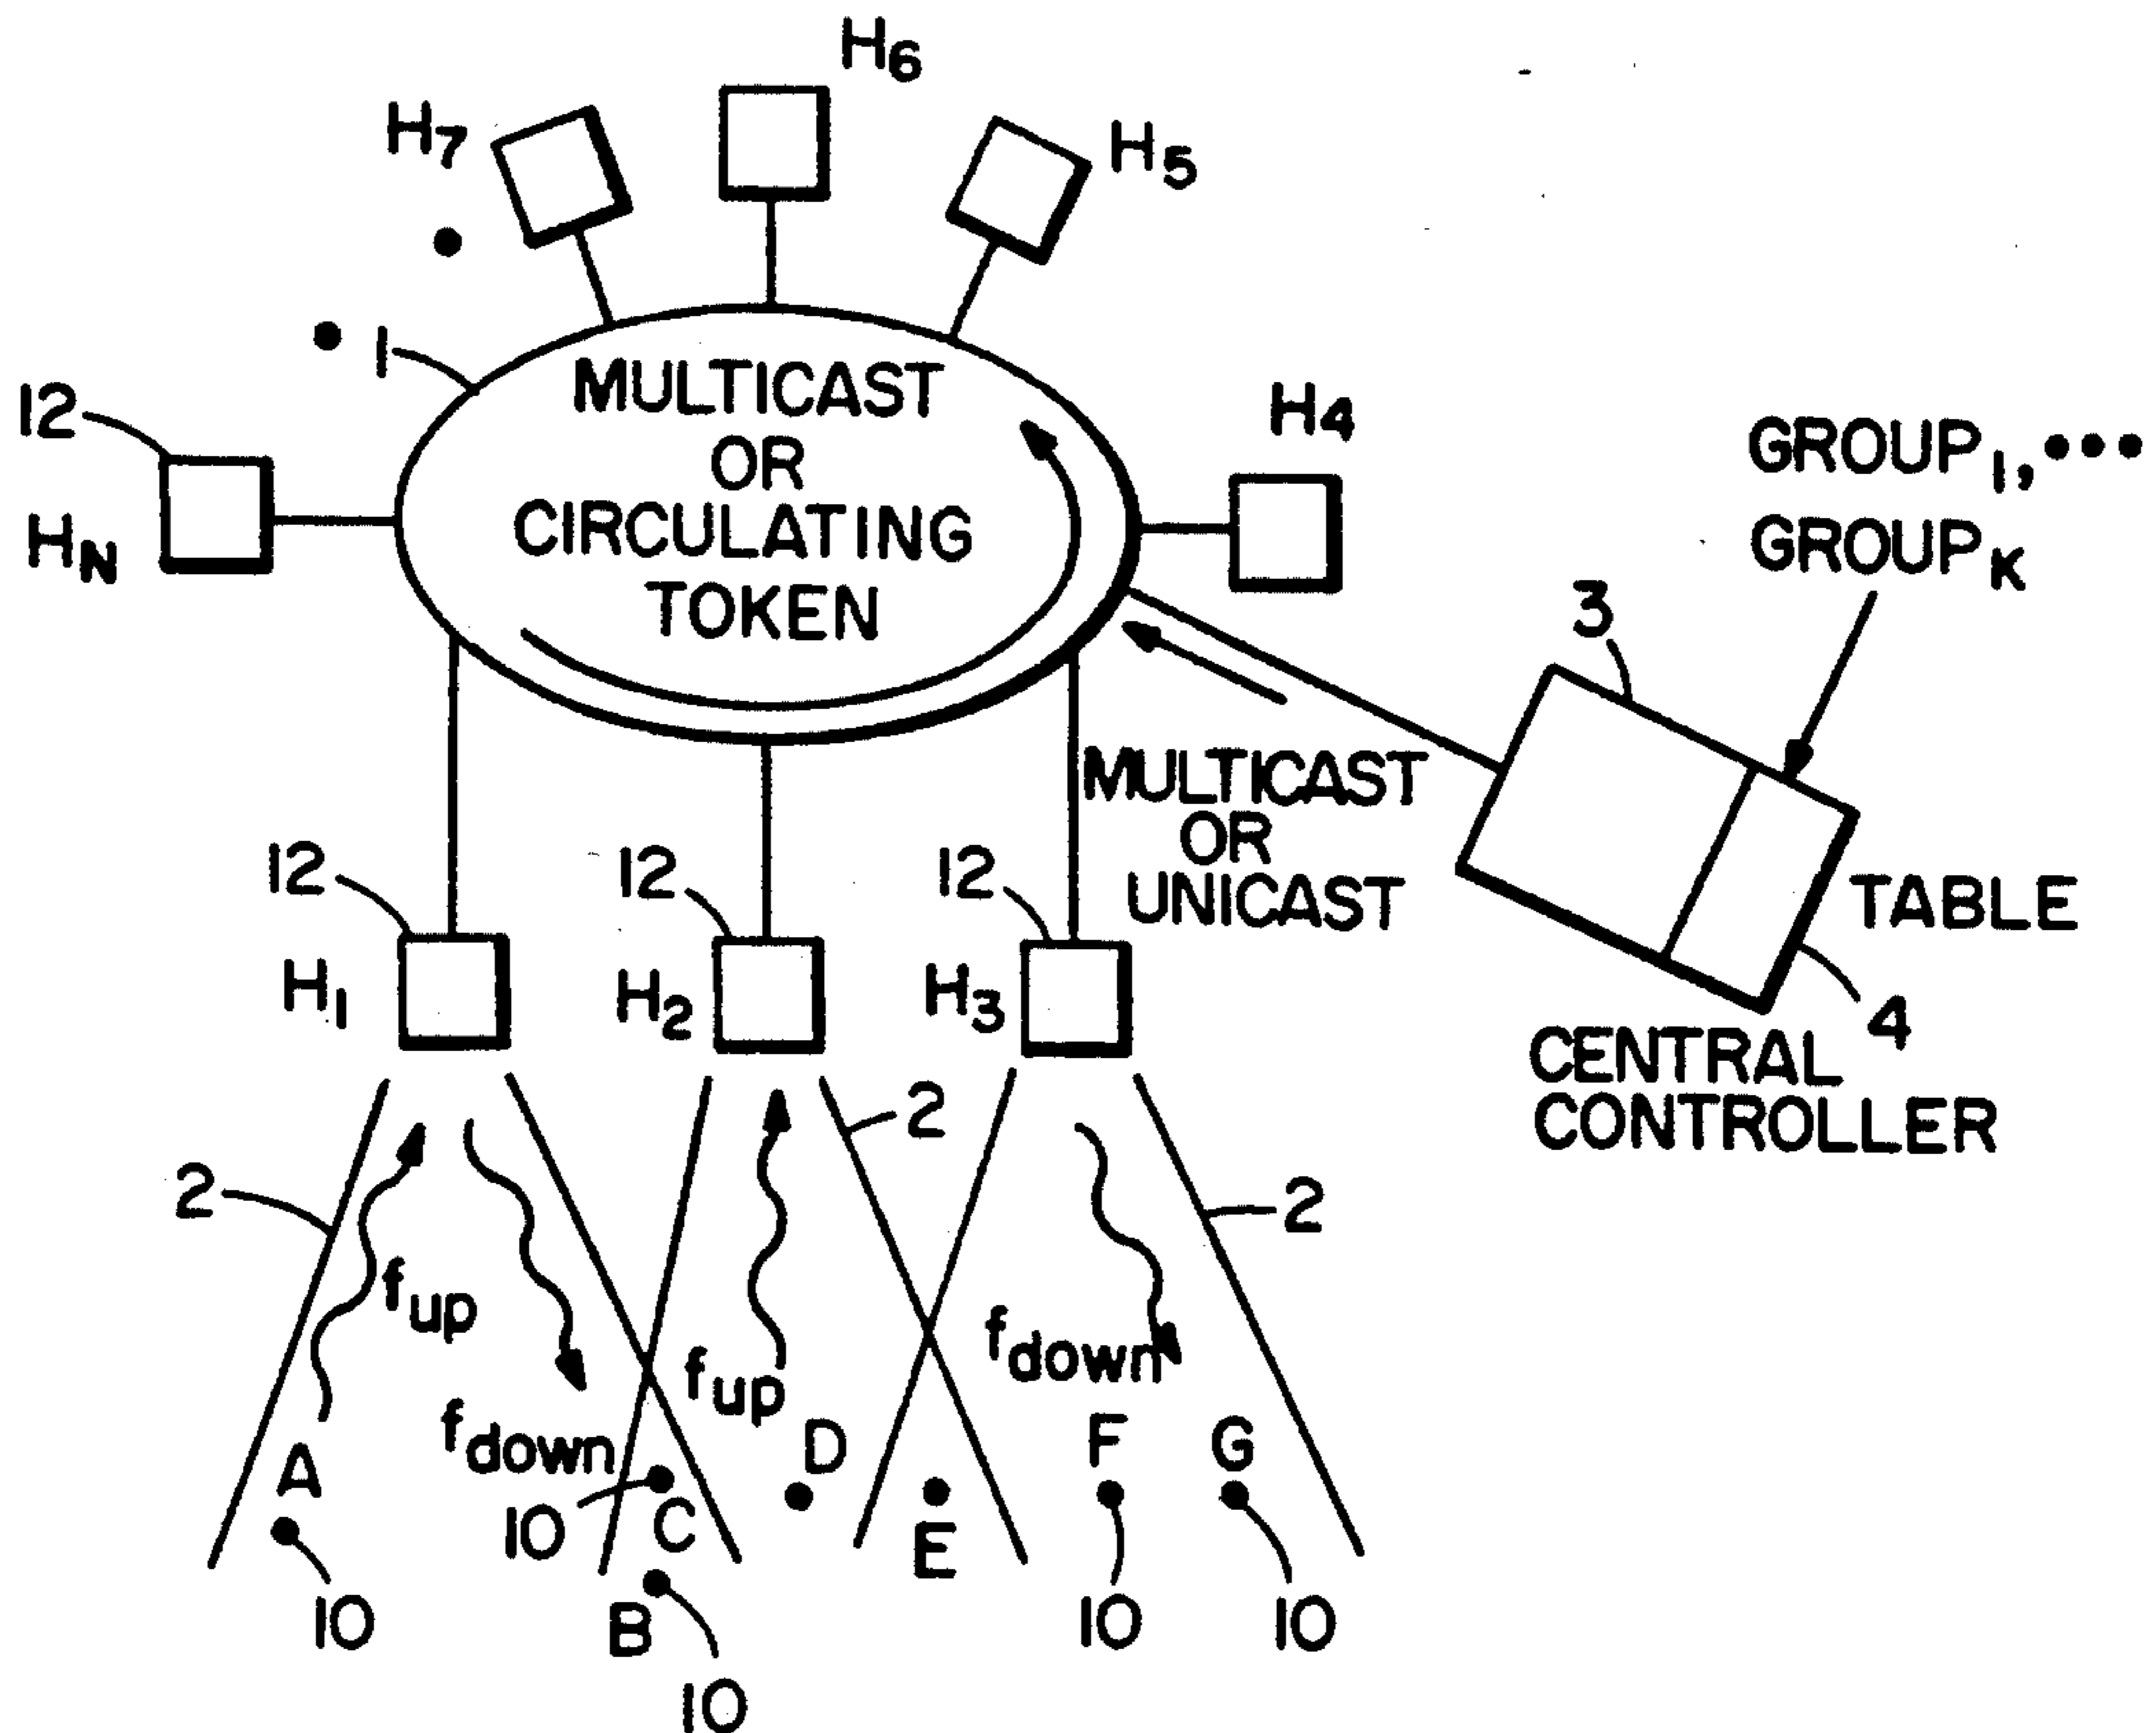 H6
H7
H5
1
MULTICAST
OR
CIRCULATING
TOKEN
12
HN
H4
GROUP1,•••
GROUPK
3
MULTICAST
OR
UNICAST
TABLE
4
CENTRAL
CONTROLLER
12
H1
12
H2
12
H3
2
2
2
fup
fdown
fup
fdown
A
10
10
C
B
10
D
E
F
10
G
10